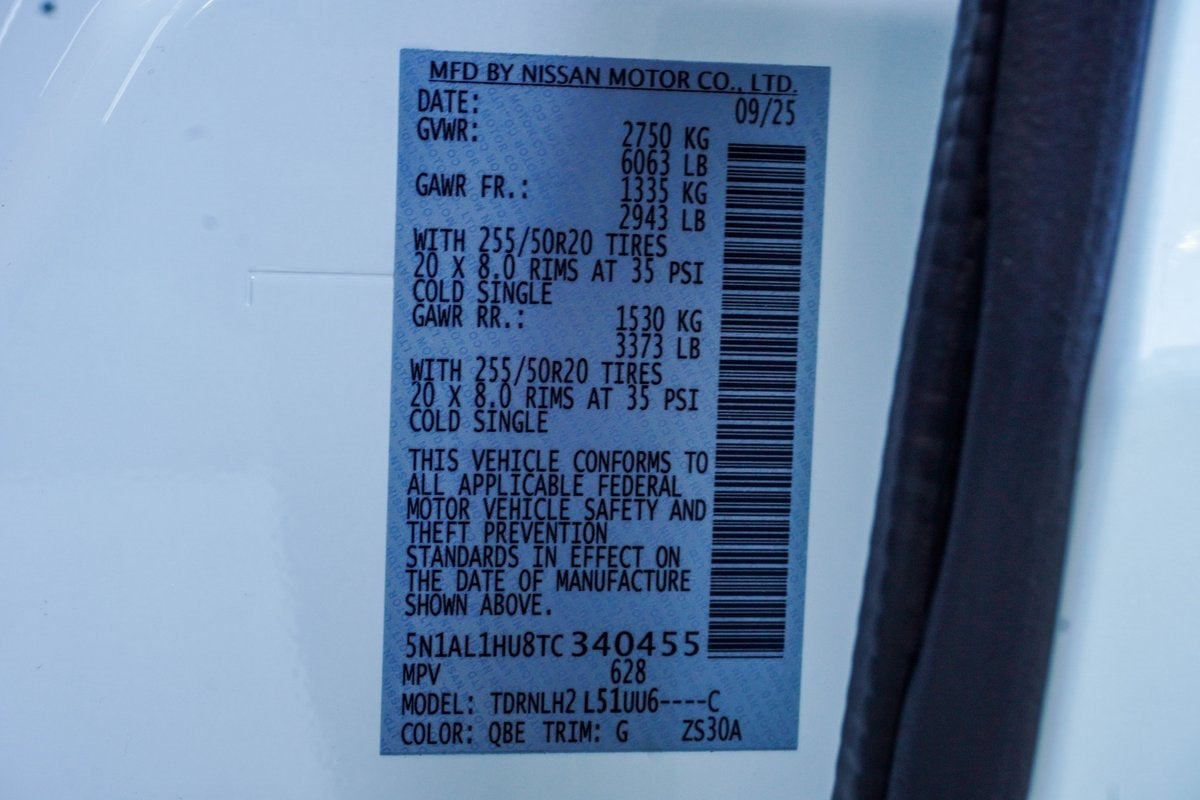 MFD BY NISSAN MOTOR CO., LTD.
DATE: 09/25
GVWR: 2750 KG
6063 LB
GAWR FR.: 1335 KG
2943 LB
WITH 255/50R20 TIRES
20 X 8.0 RIMS AT 35 PSI
COLD SINGLE
GAWR RR.: 1530 KG
3373 LB
WITH 255/50R20 TIRES
20 X 8.0 RIMS AT 35 PSI
COLD SINGLE
THIS VEHICLE CONFORMS TO
ALL APPLICABLE FEDERAL
MOTOR VEHICLE SAFETY AND
THEFT PREVENTION
STANDARDS IN EFFECT ON
THE DATE OF MANUFACTURE
SHOWN ABOVE.
5N1AL1HU8TC 340455
MPV 628
MODEL: TDRNLH2 L51UU6----C
COLOR: QBE TRIM: G ZS30A